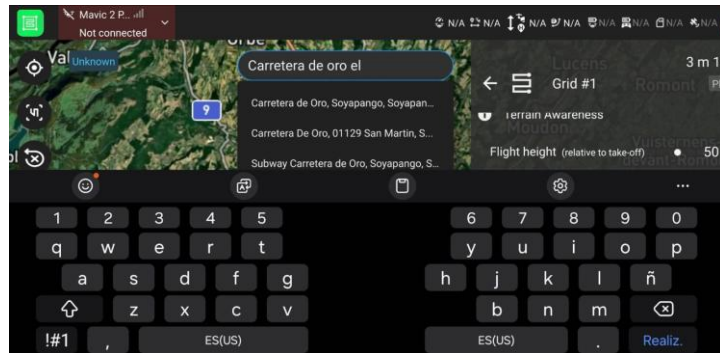 Mavic 2 P...
Not connected
N/A N/A N/A N/A N/A N/A N/A N/A
Val
Unknown
Carretera de oro el
9
Carretera de Oro, Soyapango, Soyapan...
Carretera De Oro, 01129 San Martin, S...
Subway Carretera de Oro, Soyapango, S...
Lucens
3 m 1
Grid #1
Romont
Terrain Awareness
Moudon
Vuisternens-
devant-Romont
Flight height (relative to take-off)
50
1 2 3 4 5 6 7 8 9 0
q w e r t y u i o p
a s d f g h j k l ñ
z x c v b n m
!#1 , ES(US) ES(US) . Realiz.